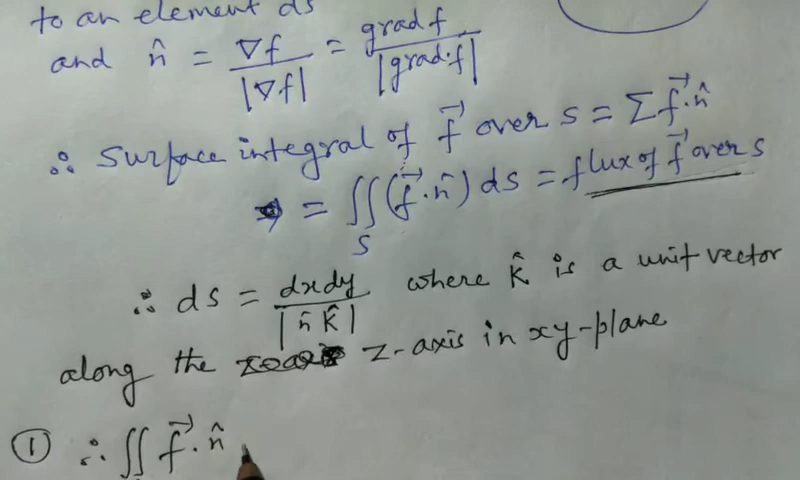 to an element ds
and n̂ = ∇f / |∇f| = grad f / |grad.f|
∴ surface integral of f⃗ over s = Σ f⃗.n̂
= ∬_S (f⃗.n̂) ds = flux of f⃗ over s
∴ ds = dxdy / |n̂ k̂| where k̂ is a unit vector
along the z-axis in xy-plane
① ∴ ∬ f⃗.n̂